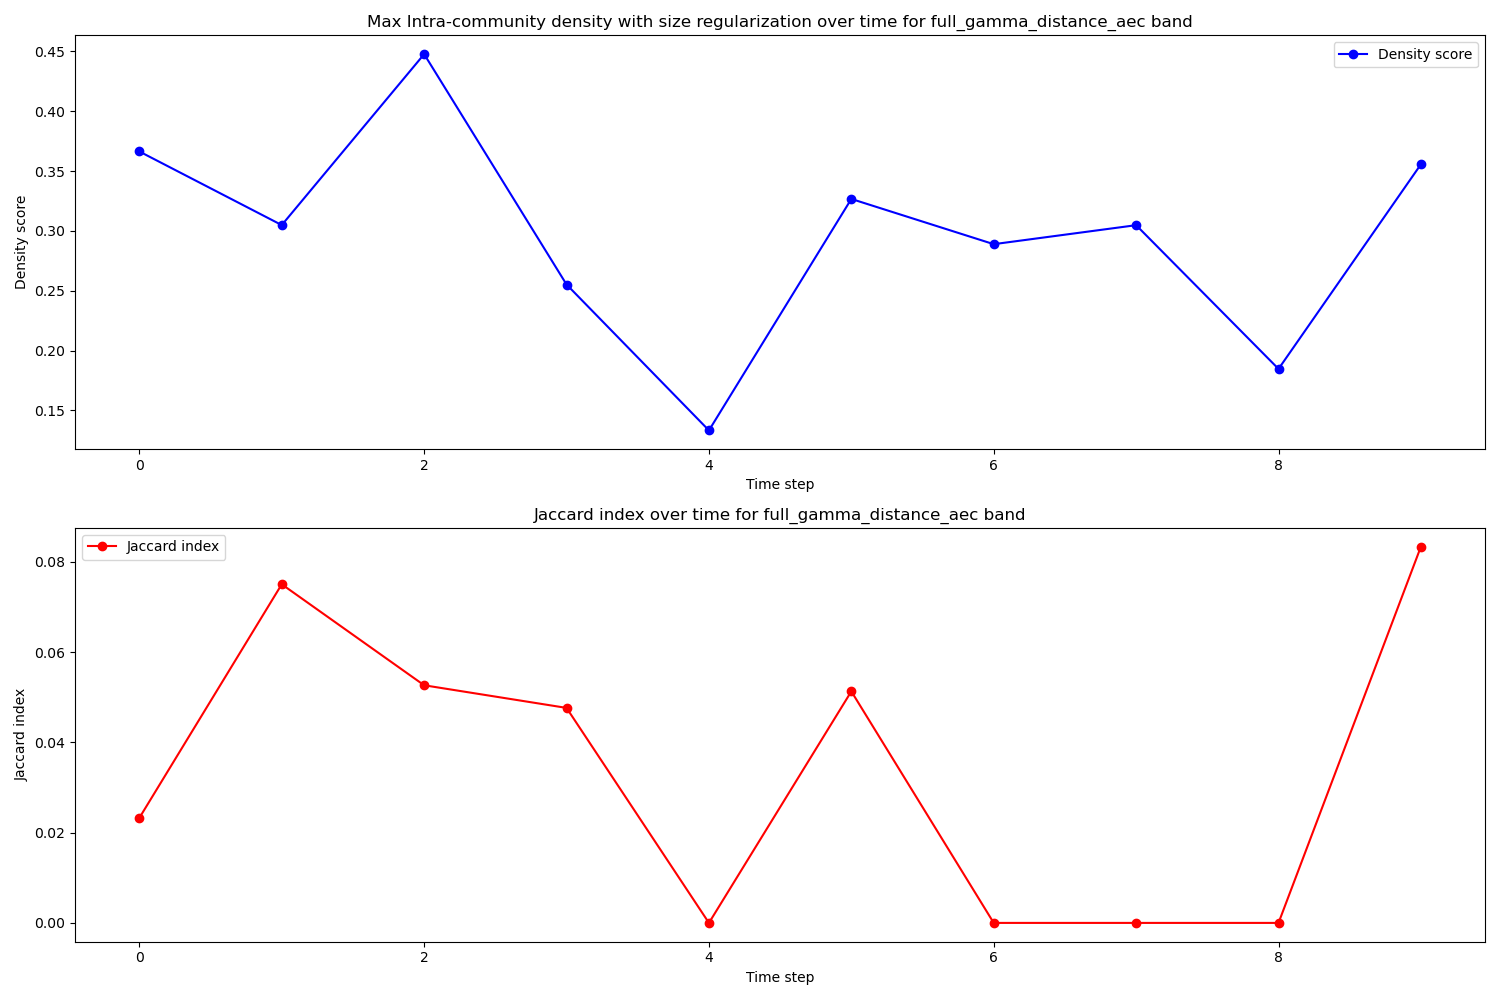 Max Intra-community density with size regularization over time for full_gamma_distance_aec band
Density score
0.45
0.40
0.35
0.30
0.25
0.20
0.15
Density score
0
2
4
6
8
Time step
Jaccard index over time for full_gamma_distance_aec band
Jaccard index
0.08
0.06
0.04
0.02
0.00
Jaccard index
0
2
4
6
8
Time step